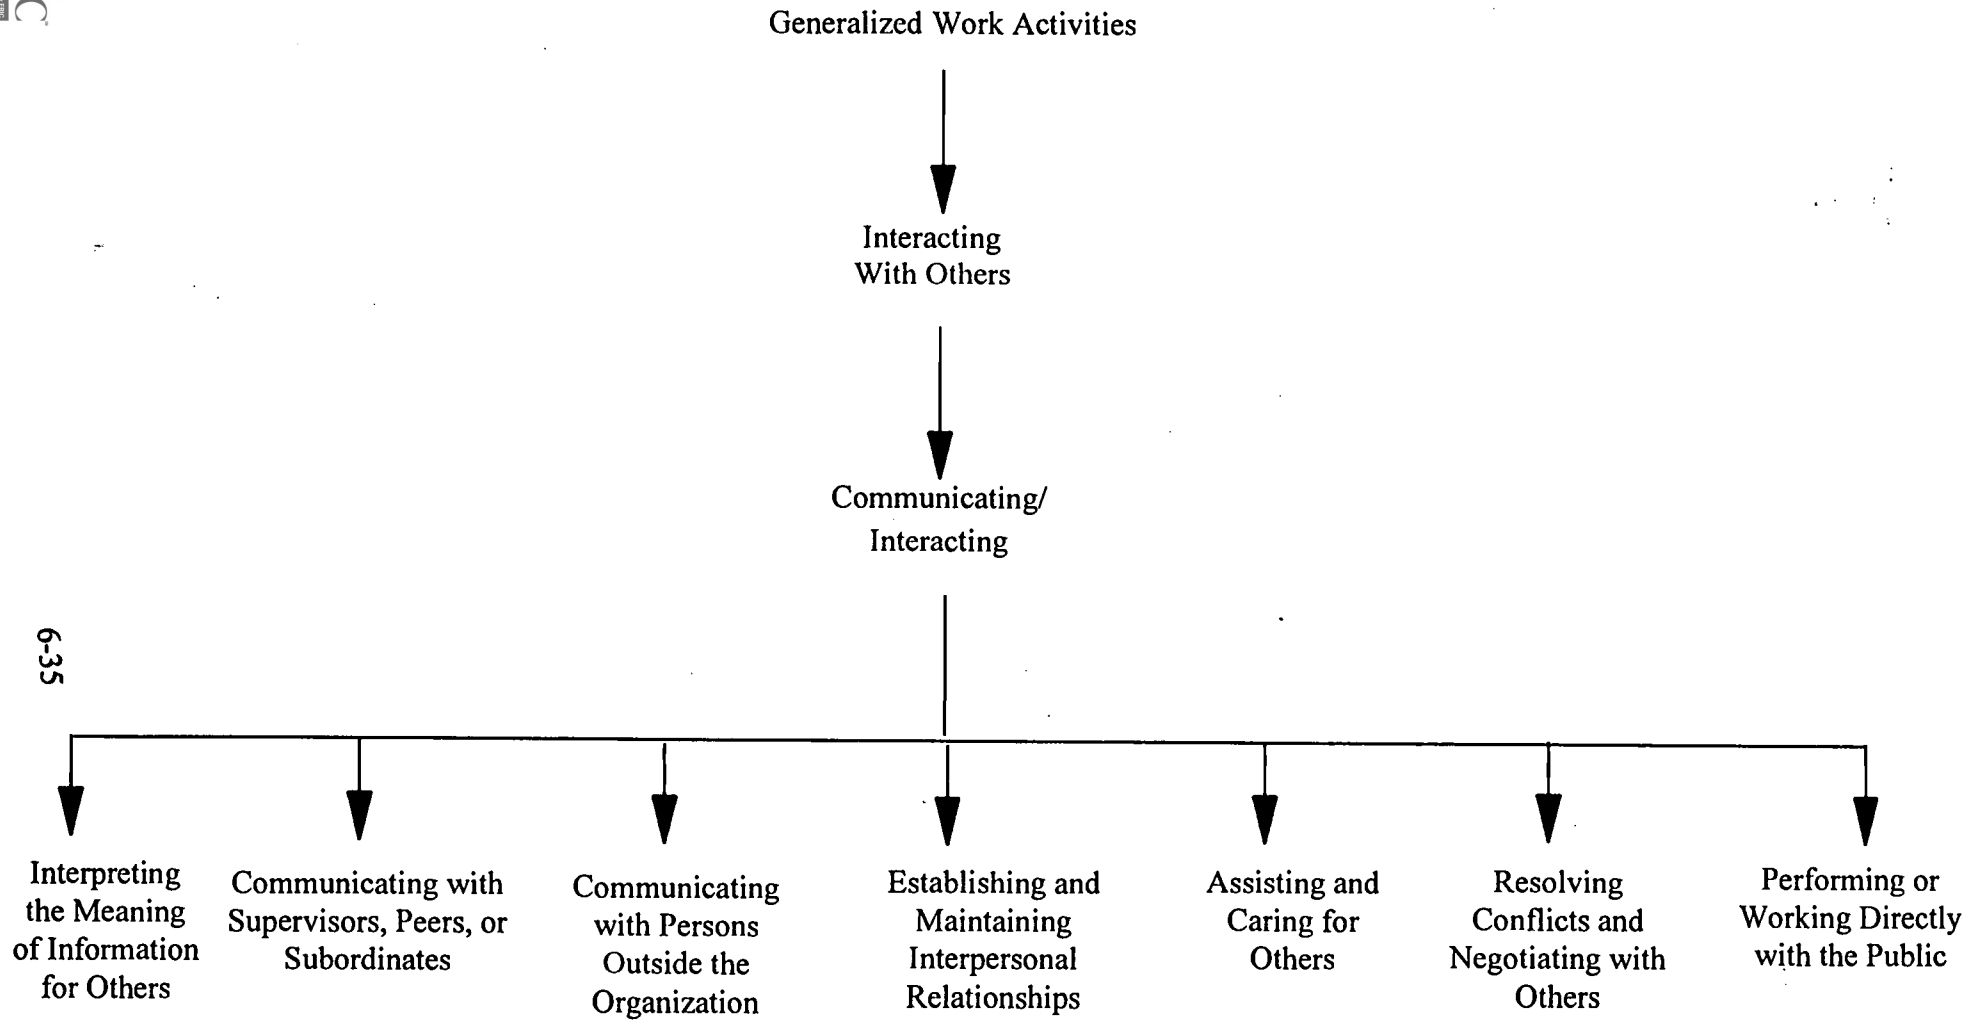 Generalized Work Activities
Interacting
With Others
Communicating/
Interacting
6-35
Interpreting
the Meaning
of Information
for Others
Communicating with
Supervisors, Peers, or
Subordinates
Communicating
with Persons
Outside the
Organization
Establishing and
Maintaining
Interpersonal
Relationships
Assisting and
Caring for
Others
Resolving
Conflicts and
Negotiating with
Others
Performing or
Working Directly
with the Public